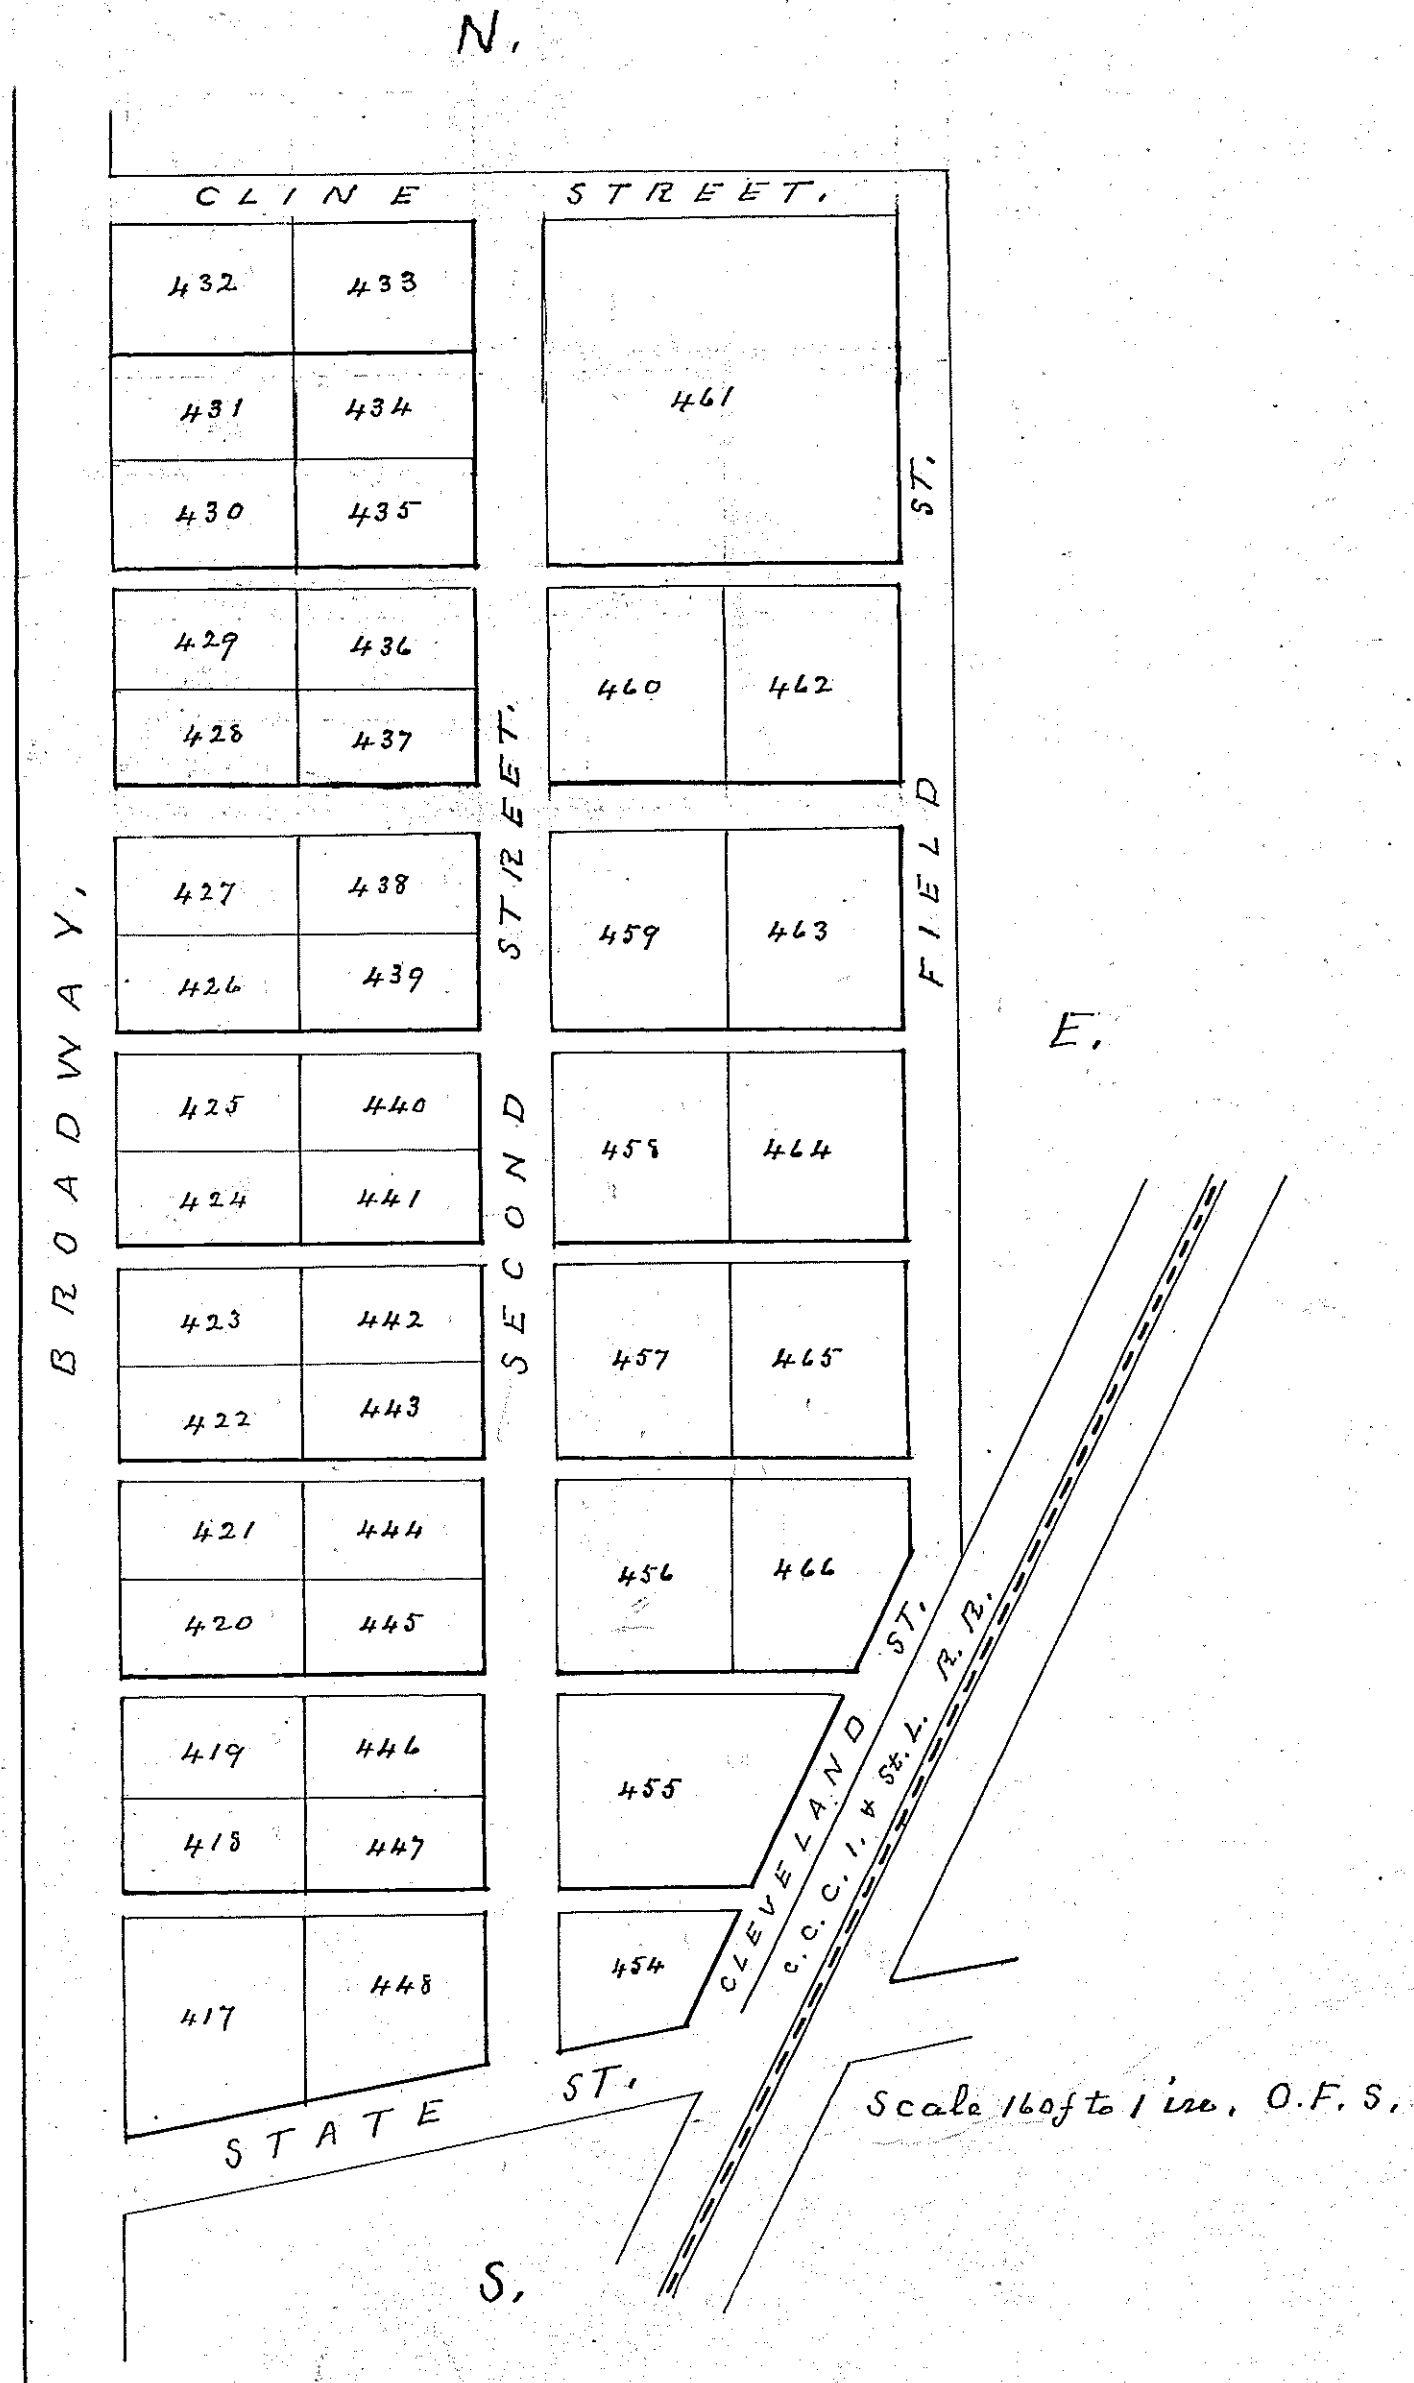 N.
CLINE STREET.
432 433
431 434 461
430 435
ST.
429 436
460 462
428 437
427 438
459 463
426 439
FIELD
BROADWAY.
SECOND STREET.
E.
425 440
458 464
424 441
423 442
457 465
422 443
421 444
456 466
420 445
419 446
455
418 447
CLEVELAND ST.
C. C. C. I. & St. L. R. R.
417 448 454
STATE ST.
Scale 160f to 1 in. O.F.S.
S.